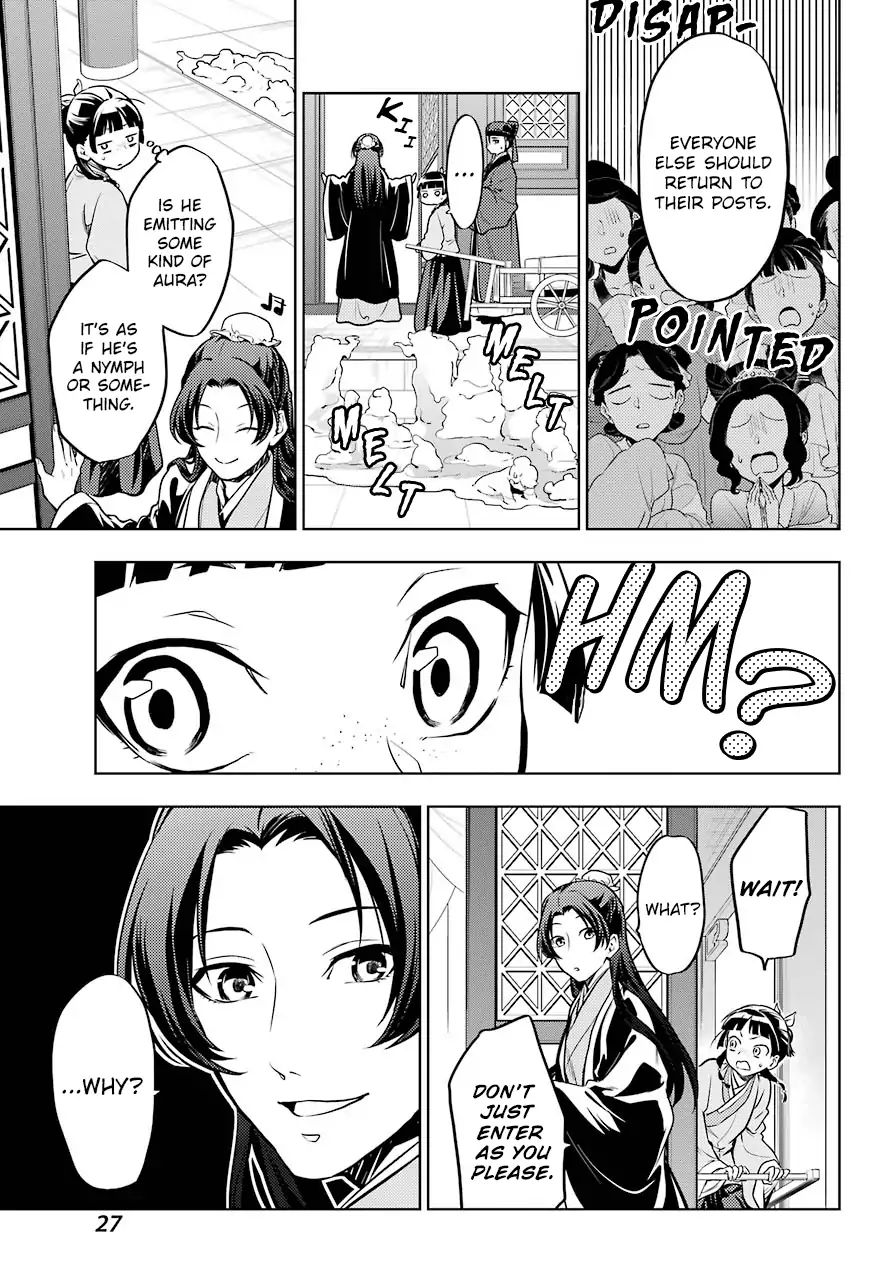 DISAP-
EVERYONE
ELSE SHOULD
RETURN TO
THEIR POSTS.
POINTED
KII
...
MELT
MELT
IS HE
EMITTING
SOME
KIND OF
AURA?
IT'S AS
IF HE'S
A NYMPH
OR SOME-
THING.
HM?
WAIT!
WHAT?
DON'T
JUST
ENTER
AS YOU
PLEASE.
...WHY?
27